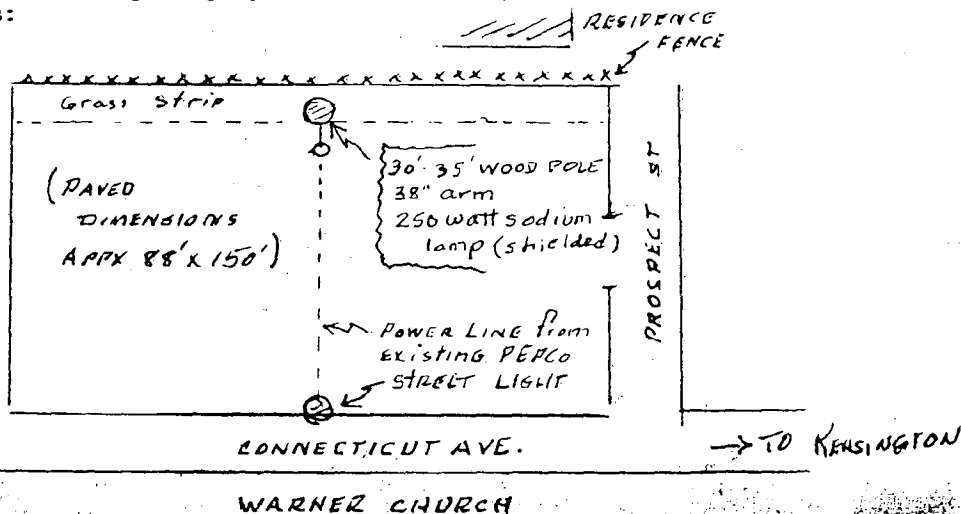 RESIDENCE
FENCE
Grass Strip
(PAVED
DIMENSIONS
APPX 88' x 150')
30'-35' WOOD POLE
38" arm
250 watt sodium
lamp (shielded)
PROSPECT ST
POWER LINE from
Existing PEPCO
STREET LIGHT
CONNECTICUT AVE.
→ TO KENSINGTON
WARNER CHURCH